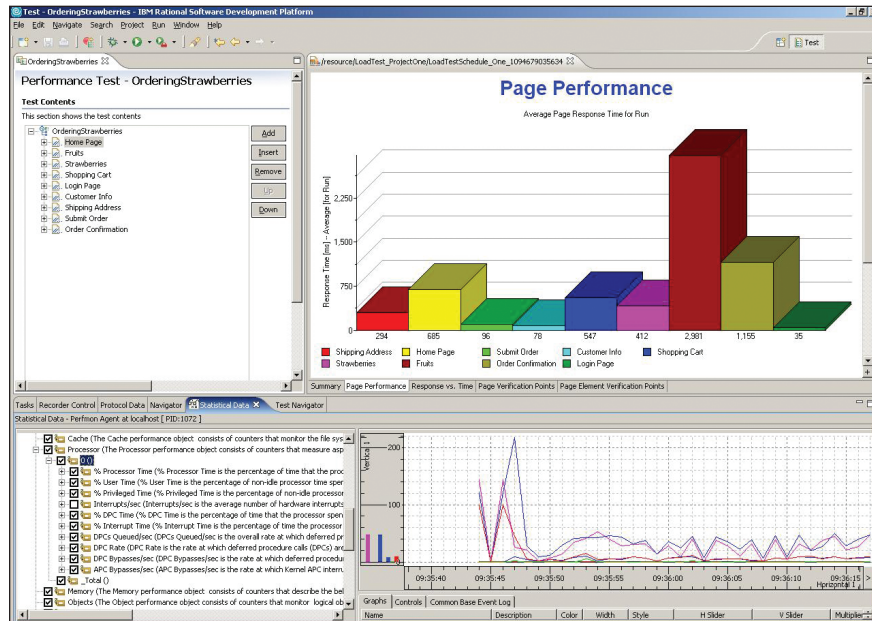 Test - OrderingStrawberries - IBM Rational Software Development Platform
File Edit Navigate Search Project Run Window Help
Test
OrderingStrawberries
Performance Test - OrderingStrawberries
Test Contents
This section shows the test contents
OrderingStrawberries
Home Page
Fruits
Strawberries
Shopping Cart
Login Page
Customer Info
Shipping Address
Submit Order
Order Confirmation
Add
Insert
Remove
Up
Down
/resource/LoadTest_ProjectOne/LoadTestSchedule_One_1094679035634
Page Performance
Average Page Response Time for Run
Response Time [ms] -- Average [for Run]
2,250
1,500
750
0
294 685 96 78 547 412 2,981 1,155 35
Shipping Address Home Page Submit Order Customer Info Shopping Cart
Strawberries Fruits Order Confirmation Login Page
Summary Page Performance Response vs. Time Page Verification Points Page Element Verification Points
Tasks Recorder Control Protocol Data Navigator Statistical Data Test Navigator
Statistical Data - Perfmon Agent at localhost [ PID:1072 ]
Cache (The Cache performance object consists of counters that monitor the file sys
Processor (The Processor performance object consists of counters that measure asp
0 ()
% Processor Time (% Processor Time is the percentage of time that the proc
% User Time (% User Time is the percentage of non-idle processor time spen
% Privileged Time (% Privileged Time is the percentage of non-idle processor
Interrupts/sec (Interrupts/sec is the average number of hardware interrupts
% DPC Time (% DPC Time is the percentage of time that the processor spen
% Interrupt Time (% Interrupt Time is the percentage of time the processor
DPCs Queued/sec (DPCs Queued/sec is the overall rate at which deferred pr
DPC Rate (DPC Rate is the rate at which deferred procedure calls (DPCs) are
DPC Bypasses/sec (DPC Bypasses/sec is the rate at which deferred procedu
APC Bypasses/sec (APC Bypasses/sec is the rate at which Kernel APC interru
_Total ()
Memory (The Memory performance object consists of counters that describe the bel
Objects (The Object performance object consists of counters that monitor logical ob
Vertical 1
200
100
0
09:35:40 09:35:45 09:35:50 09:35:55 09:36:00 09:36:05 09:36:10 09:36:15
Horizontal 1
Graphs Controls Common Base Event Log
Name Description Color Width Style H Slider V Slider Multiplier